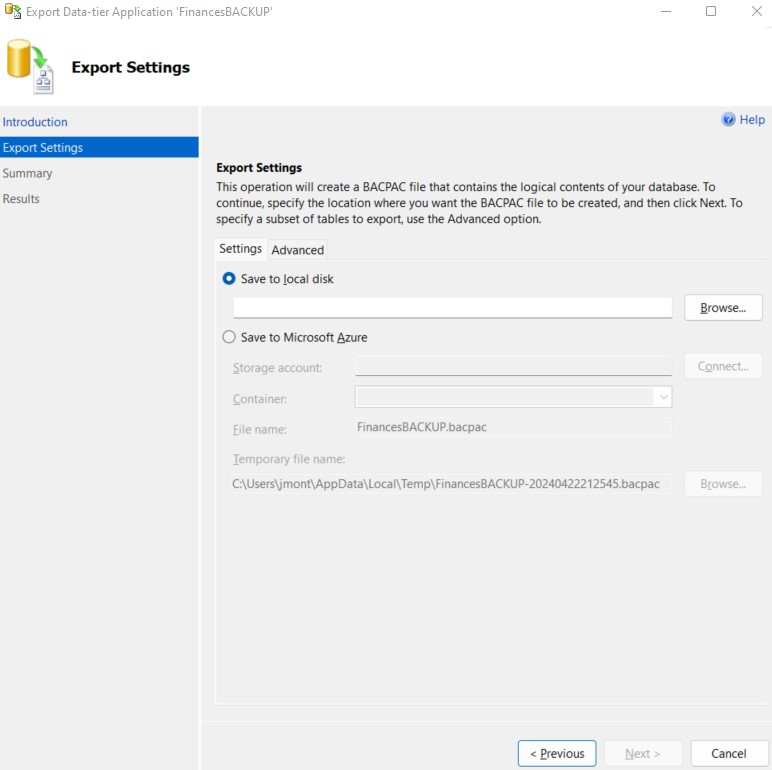 Export Data-tier Application 'FinancesBACKUP'
Export Settings
Introduction
Help
Export Settings
Summary
Results
Export Settings
This operation will create a BACPAC file that contains the logical contents of your database. To
continue, specify the location where you want the BACPAC file to be created, and then click Next. To
specify a subset of tables to export, use the Advanced option.
Settings Advanced
Save to local disk
Browse...
Save to Microsoft Azure
Storage account: Connect...
Container:
File name: FinancesBACKUP.bacpac
Temporary file name:
C:\Users\jmont\AppData\Local\Temp\FinancesBACKUP-20240422212545.bacpac Browse...
< Previous Next > Cancel